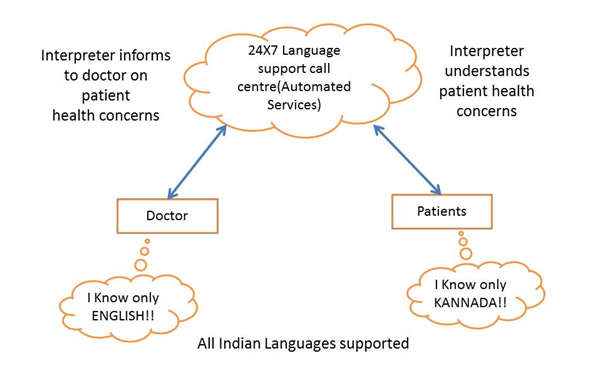 Interpreter informs
to doctor on
patient
health concerns
24X7 Language
support call
centre(Automated
Services)
Interpreter
understands
patient health
concerns
Doctor
Patients
I Know only
ENGLISH!!
I Know only
KANNADA!!
All Indian Languages supported